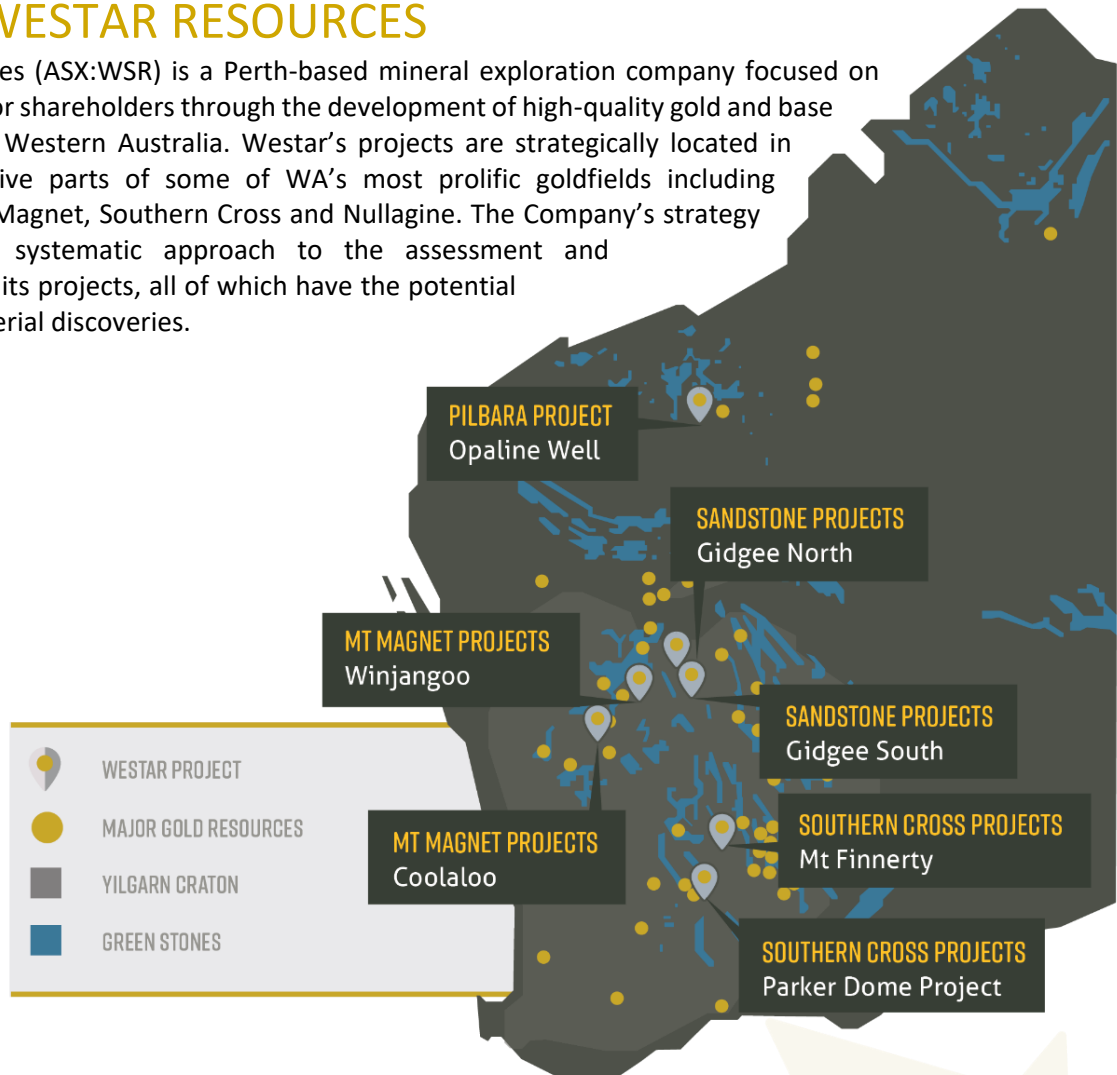 WESTAR RESOURCES
es (ASX:WSR) is a Perth-based mineral exploration company focused on
or shareholders through the development of high-quality gold and base
Western Australia. Westar’s projects are strategically located in
ive parts of some of WA’s most prolific goldfields including
Magnet, Southern Cross and Nullagine. The Company’s strategy
systematic approach to the assessment and
its projects, all of which have the potential
erial discoveries.
PILBARA PROJECT
Opaline Well
SANDSTONE PROJECTS
Gidgee North
MT MAGNET PROJECTS
Winjangoo
SANDSTONE PROJECTS
Gidgee South
WESTAR PROJECT
MAJOR GOLD RESOURCES
YILGARN CRATON
GREEN STONES
MT MAGNET PROJECTS
Coolaloo
SOUTHERN CROSS PROJECTS
Mt Finnerty
SOUTHERN CROSS PROJECTS
Parker Dome Project